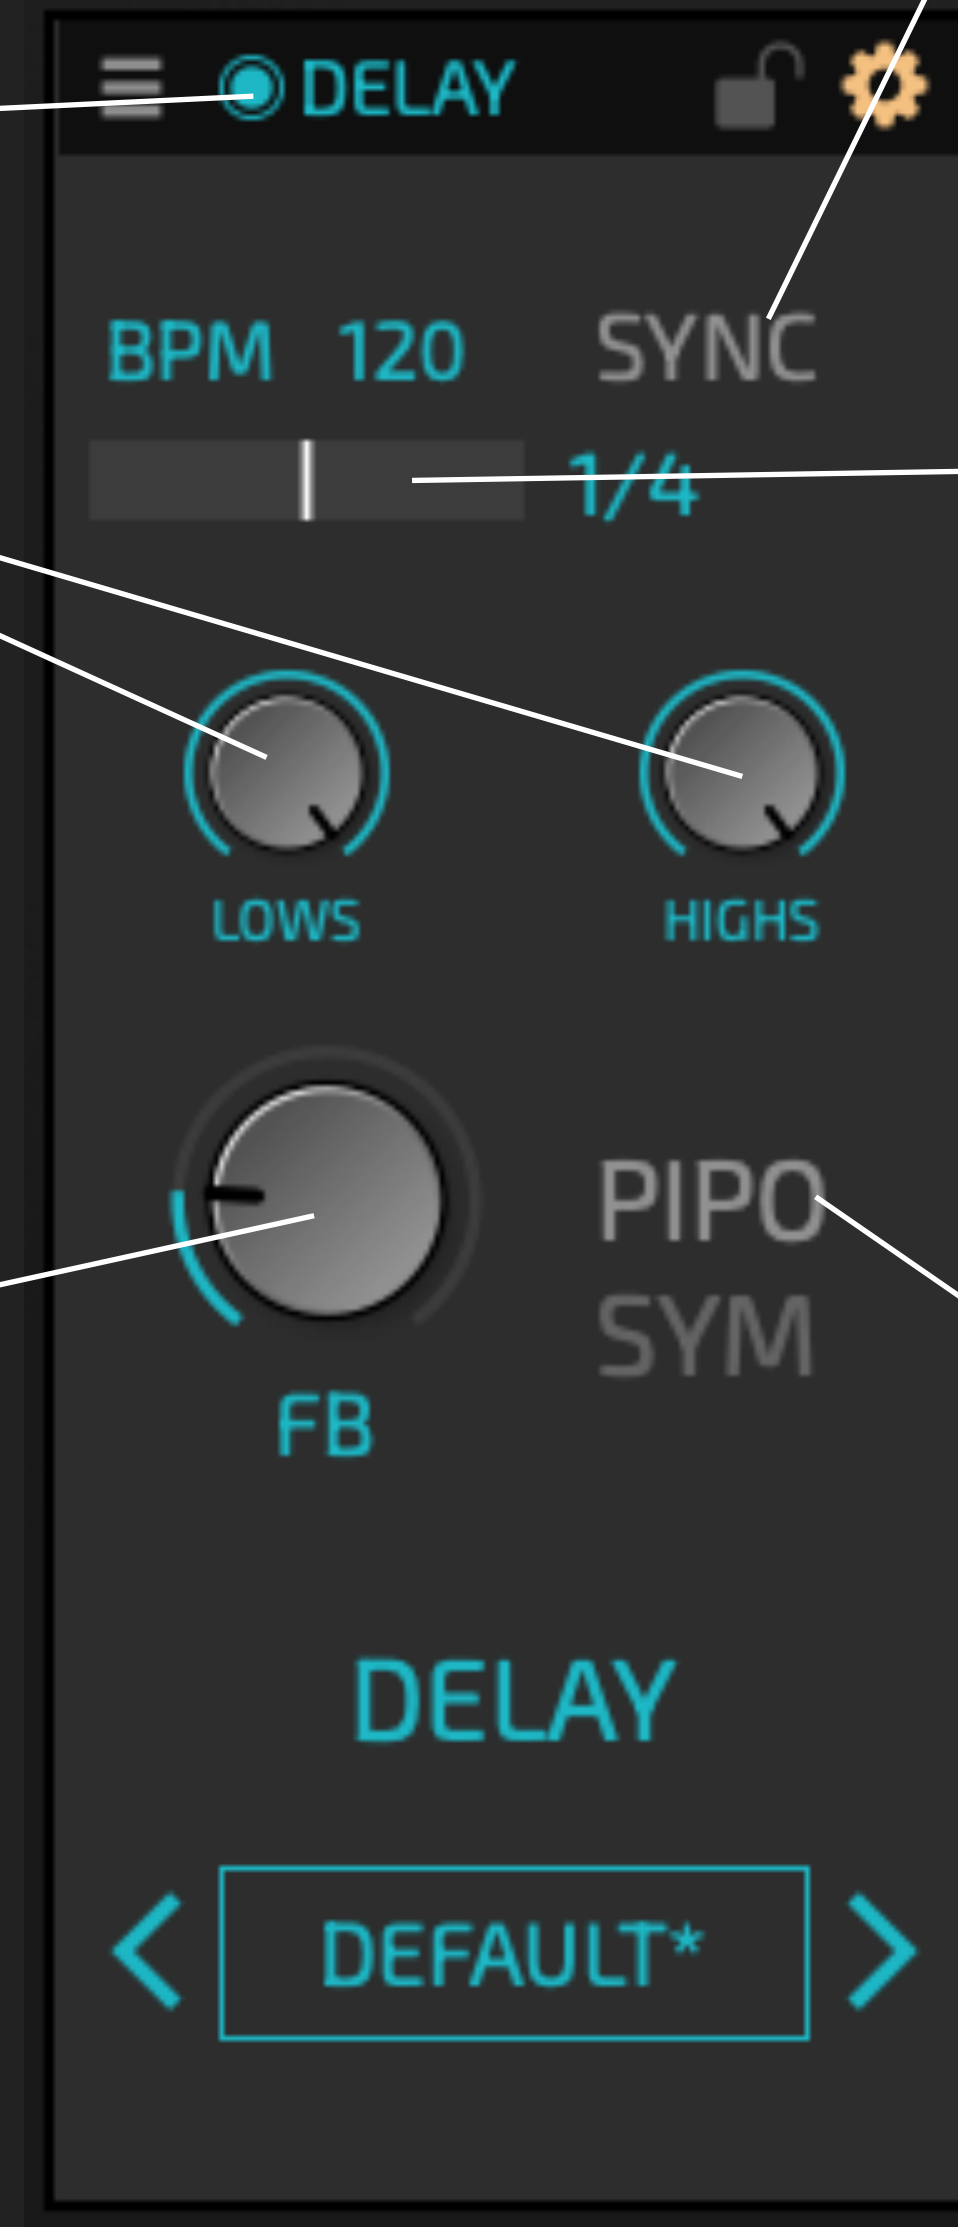 DELAY
BPM 120 SYNC
1/4
LOWS HIGHS
PIPO
SYM
FB
DELAY
DEFAULT*